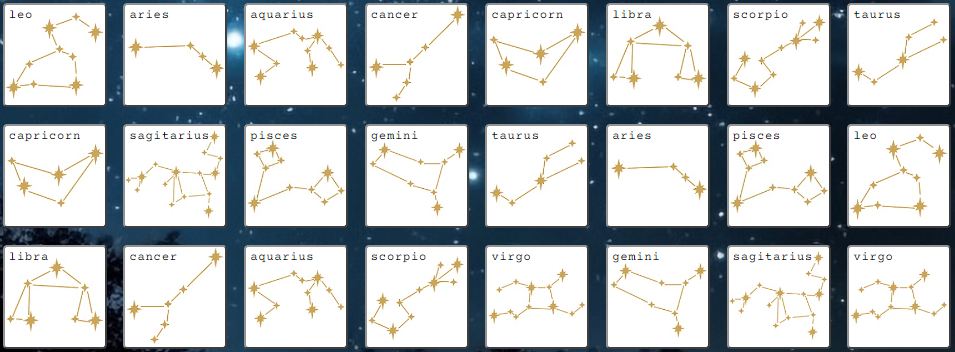 leo
aries
aquarius
cancer
capricorn
libra
scorpio
taurus
capricorn
sagitarius
pisces
gemini
taurus
aries
pisces
leo
libra
cancer
aquarius
scorpio
virgo
gemini
sagitarius
virgo